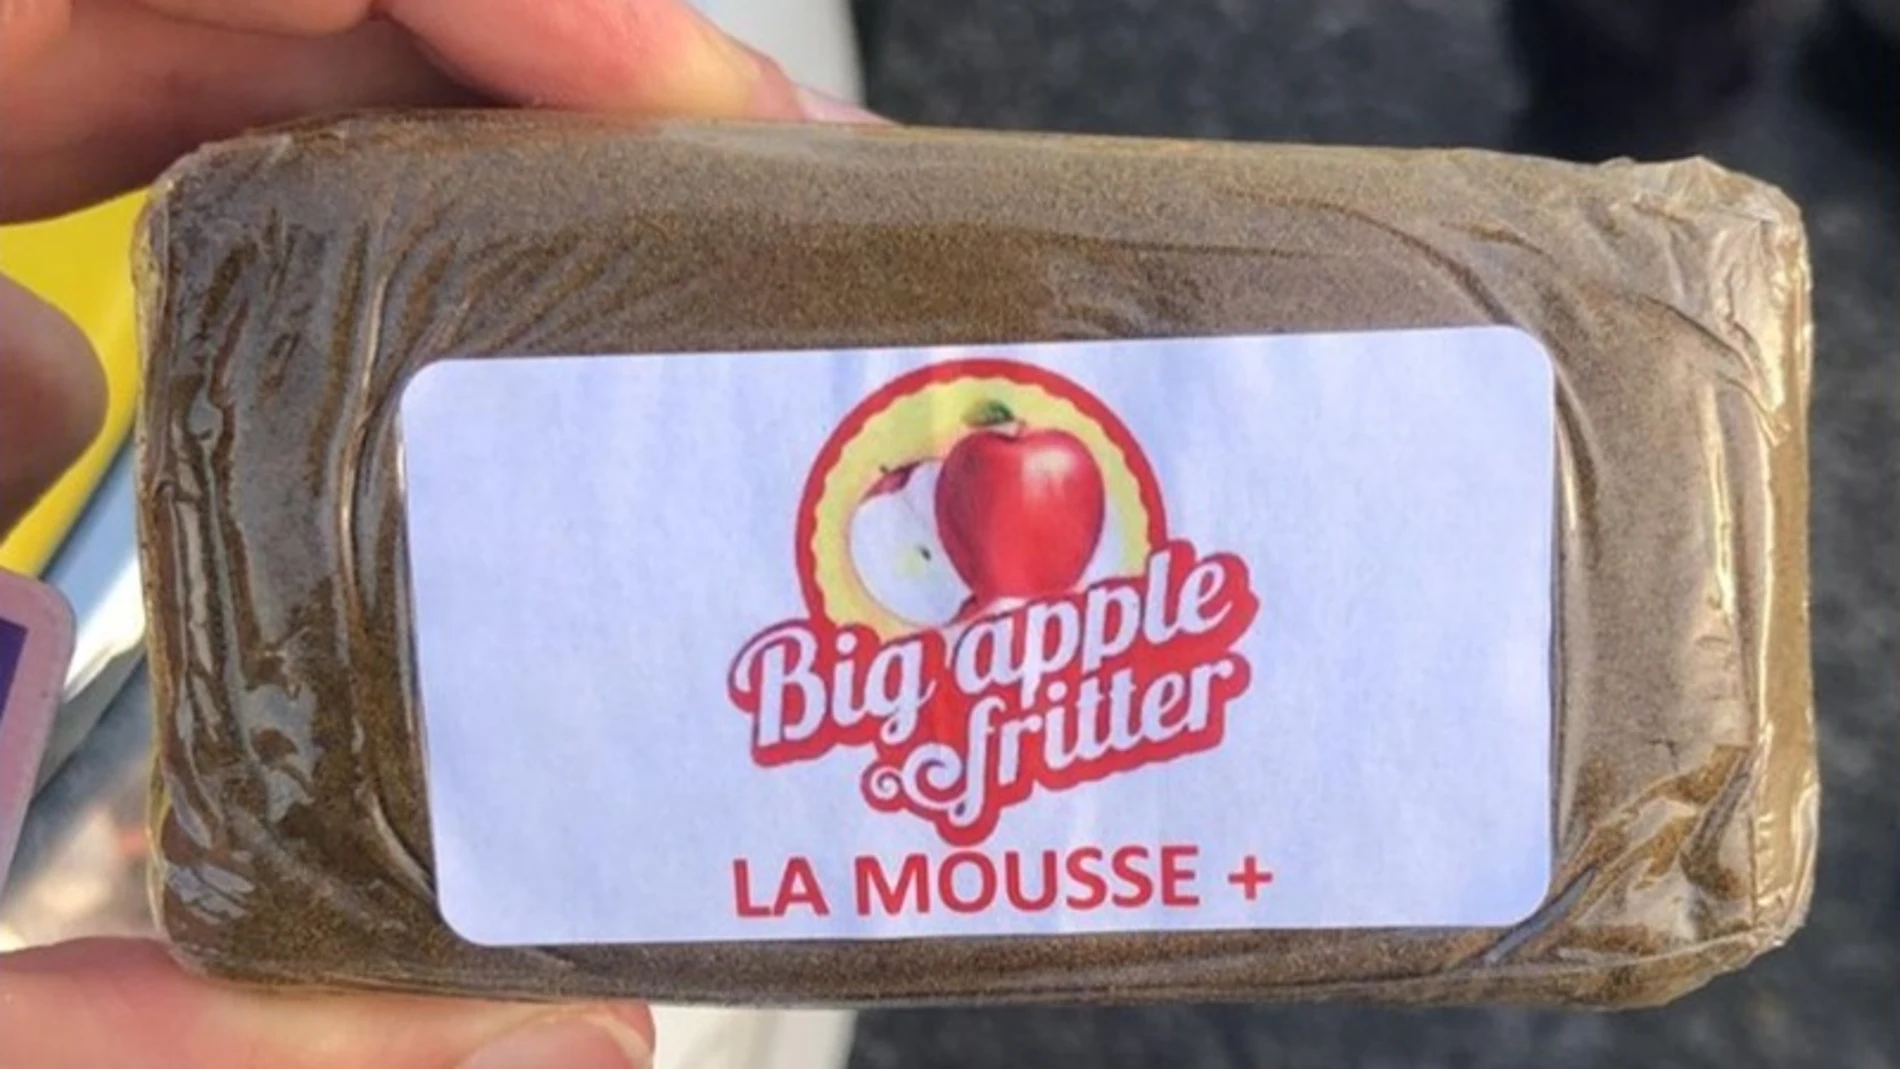 Big apple
fritter
LA MOUSSE +